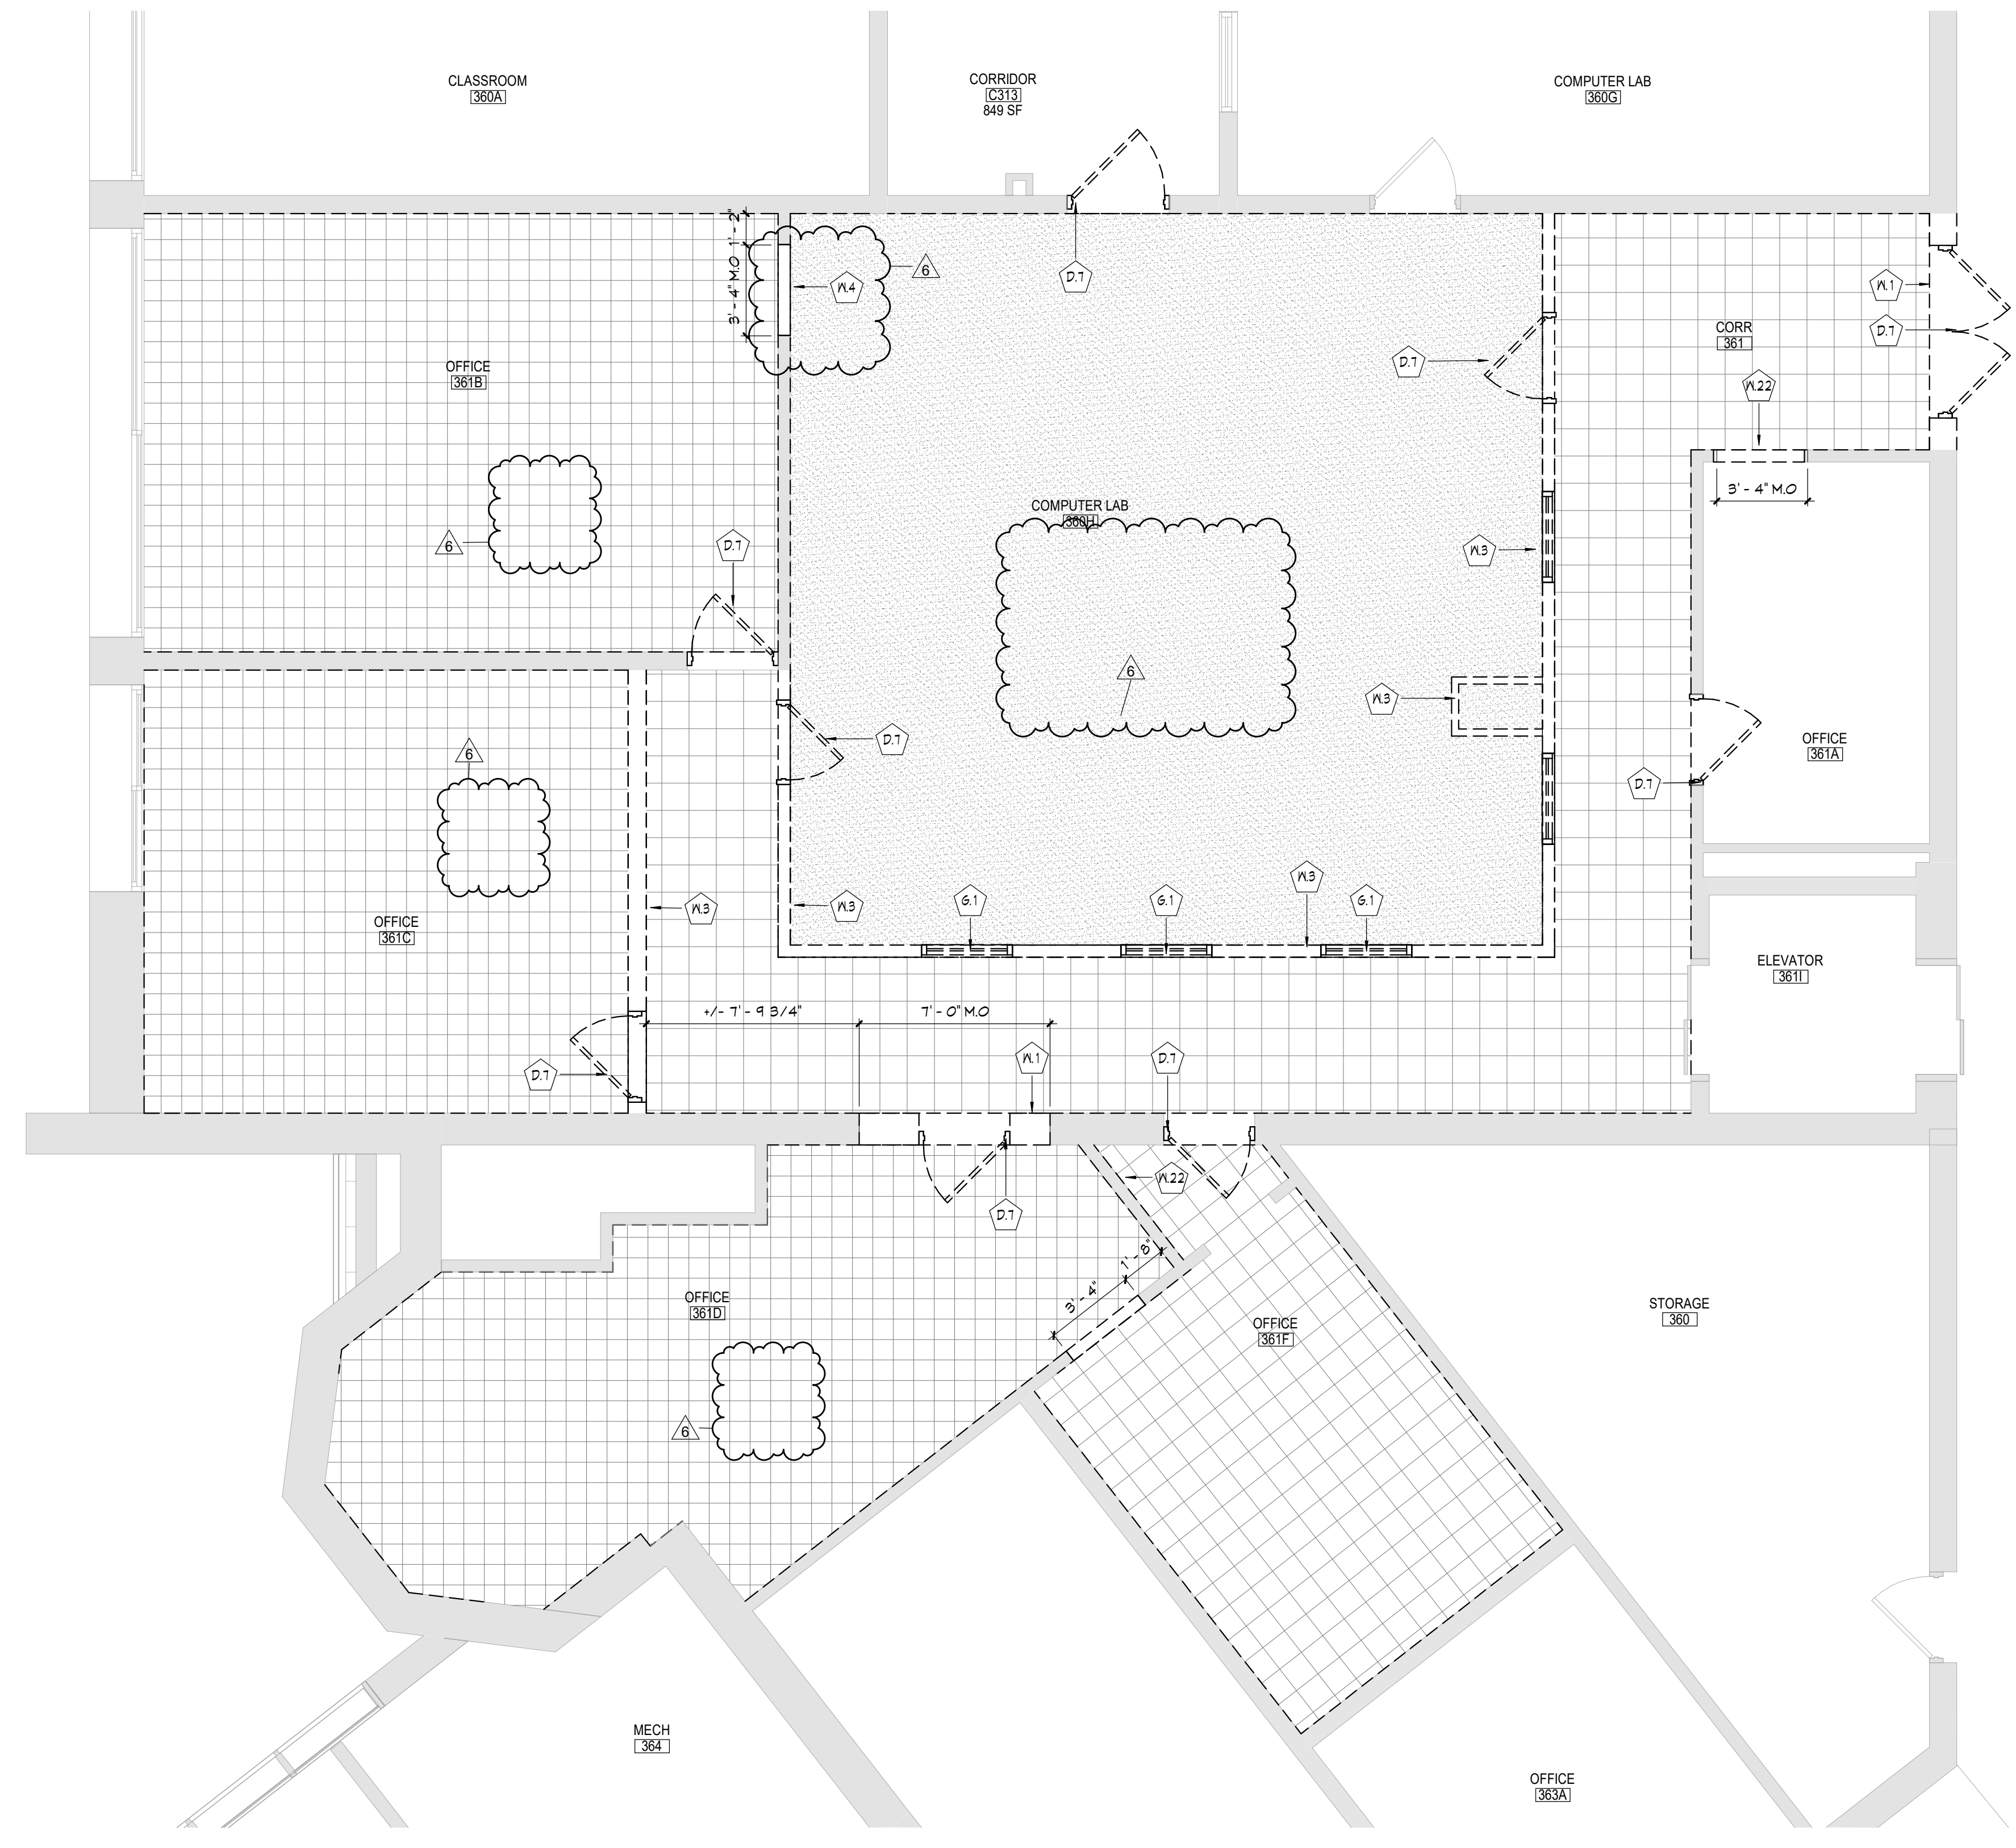 CLASSROOM
360A
CORRIDOR
C313
849 SF
COMPUTER LAB
360G
1' - 2"
3' - 4" M.O
W.4
6
D.7
W.1
D.7
CORR
361
D.7
W.22
3' - 4" M.O
OFFICE
361B
6
D.7
COMPUTER LAB
360H
6
W.3
W.3
D.7
OFFICE
361A
D.7
6
OFFICE
361C
W.3
W.3
G.1
G.1
W.3
G.1
ELEVATOR
361I
+/- 7' - 9 3/4"
7' - 0" M.O
W.1
D.7
D.7
D.7
W.22
1' - 8"
3' - 4"
OFFICE
361D
6
OFFICE
361F
STORAGE
360
MECH
364
OFFICE
363A